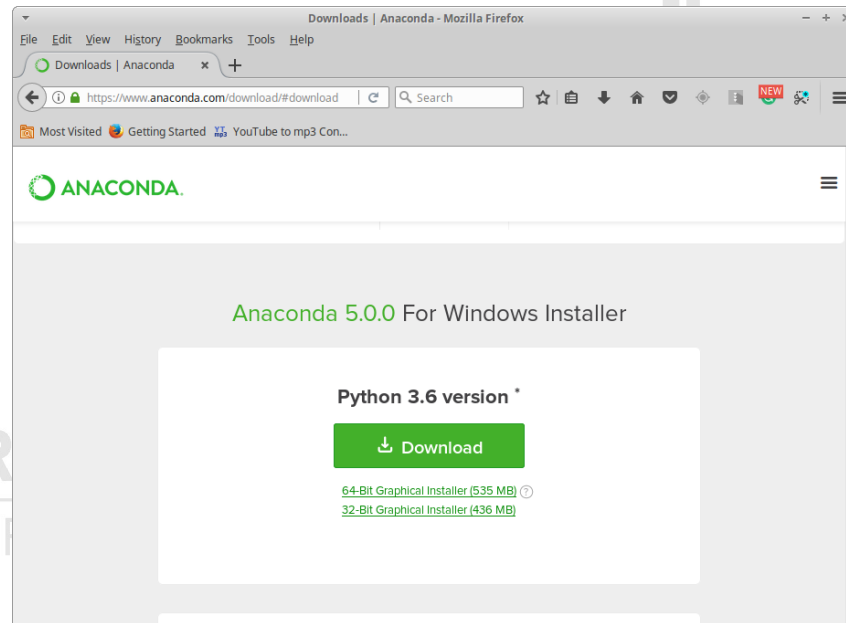 Downloads | Anaconda - Mozilla Firefox
File Edit View History Bookmarks Tools Help
Downloads | Anaconda
https://www.anaconda.com/download/#download
Search
NEW
Most Visited Getting Started YouTube to mp3 Con...
ANACONDA.
Anaconda 5.0.0 For Windows Installer
Python 3.6 version *
Download
64-Bit Graphical Installer (535 MB) ?
32-Bit Graphical Installer (436 MB)
R
F